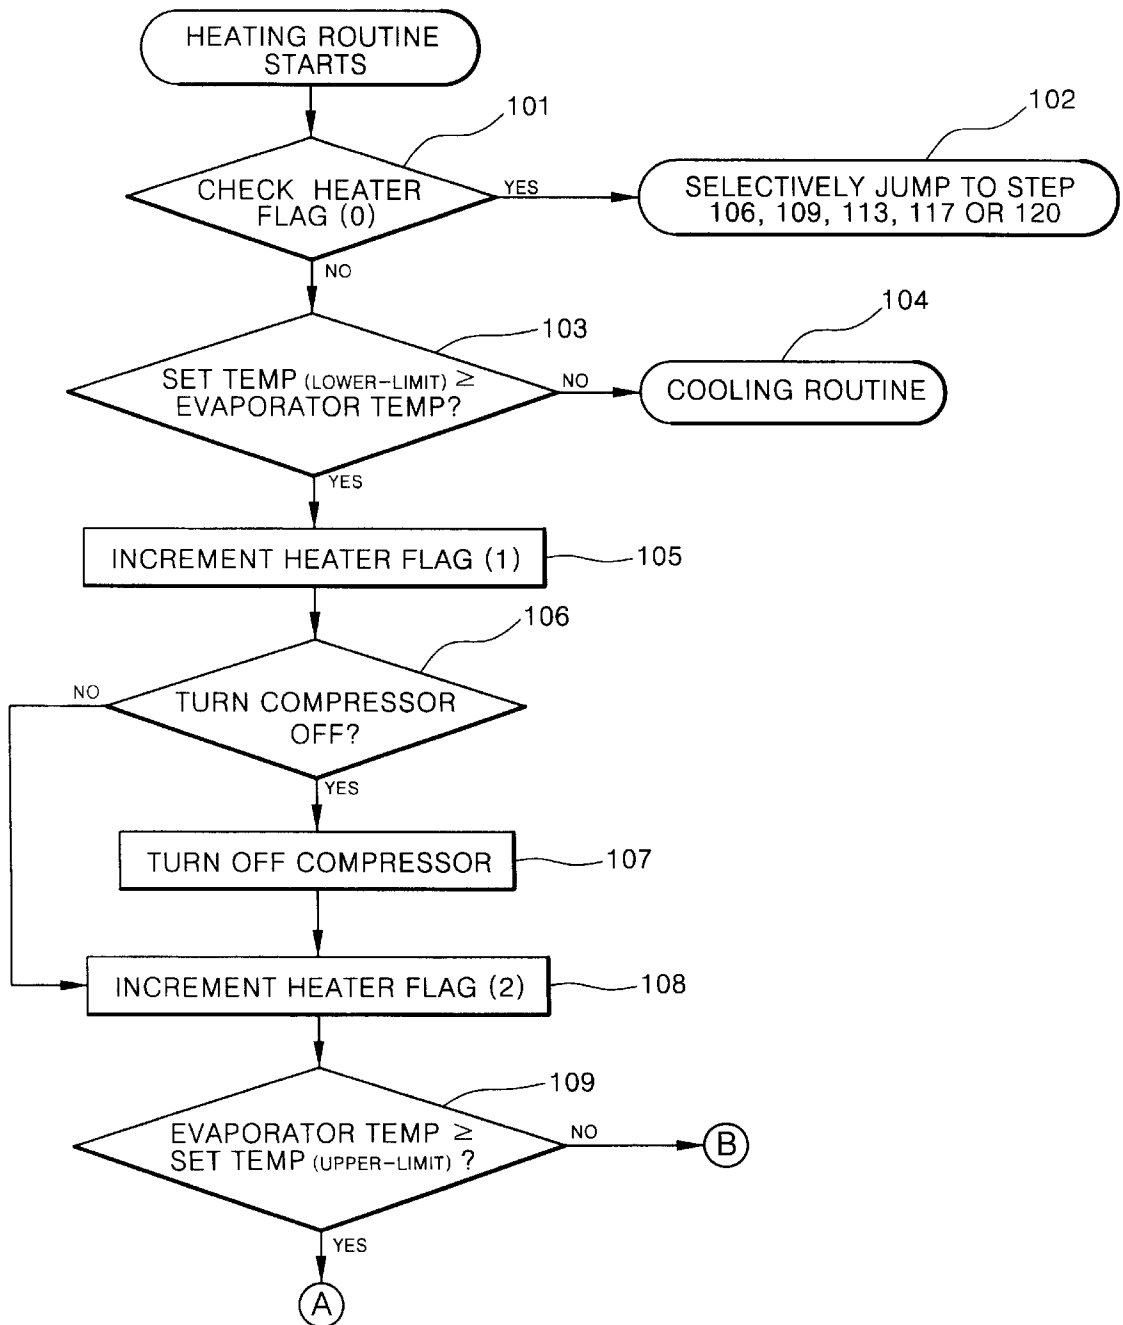 HEATING ROUTINE
STARTS
101
CHECK HEATER
FLAG (0)
YES
102
SELECTIVELY JUMP TO STEP
106, 109, 113, 117 OR 120
NO
103
SET TEMP (LOWER-LIMIT) ≥
EVAPORATOR TEMP?
NO
104
COOLING ROUTINE
YES
INCREMENT HEATER FLAG (1)
105
106
TURN COMPRESSOR
OFF?
NO
YES
TURN OFF COMPRESSOR
107
INCREMENT HEATER FLAG (2)
108
109
EVAPORATOR TEMP ≥
SET TEMP (UPPER-LIMIT) ?
NO
B
YES
A